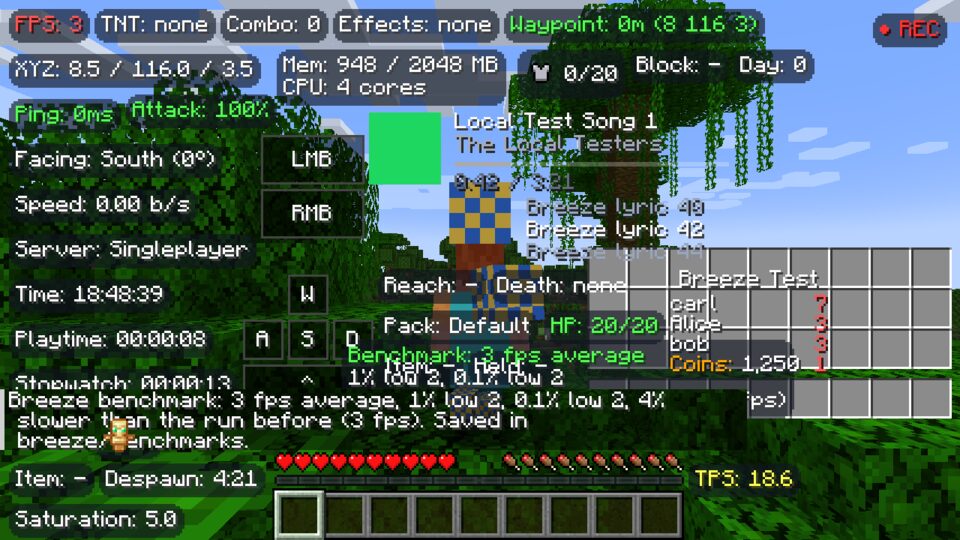 FPS: 3 TNT: none Combo: 0 Effects: none Waypoint: 0m (8 116 3) REC
XYZ: 8.5 / 116.0 / 3.5 Mem: 948 / 2048 MB
CPU: 4 cores
0/20 Block: - Day: 0
Ping: 0ms Attack: 100%
Local Test Song 1
The Local Testers
0:42 3:31
Facing: South (0°) LMB
Speed: 0.00 b/s RMB
Breeze lyric 40
Breeze lyric 42
Breeze lyric 44
Server: Singleplayer
Breeze Test
Reach: - Death: none
Time: 18:48:39 W
carl 7
Alice 3
bob 3
Coins: 1,250 1
Pack: Default HP: 20/20
Playtime: 00:00:08 A S D
Benchmark: 3 fps average
Item: - Held: -
1% low 2, 0.1% low 2
Stopwatch: 00:00:13
Breeze benchmark: 3 fps average, 1% low 2, 0.1% low 2, 4% fps)
slower than the run before (3 fps). Saved in
breeze/benchmarks.
Item: - Despawn: 4:21 TPS: 18.6
Saturation: 5.0